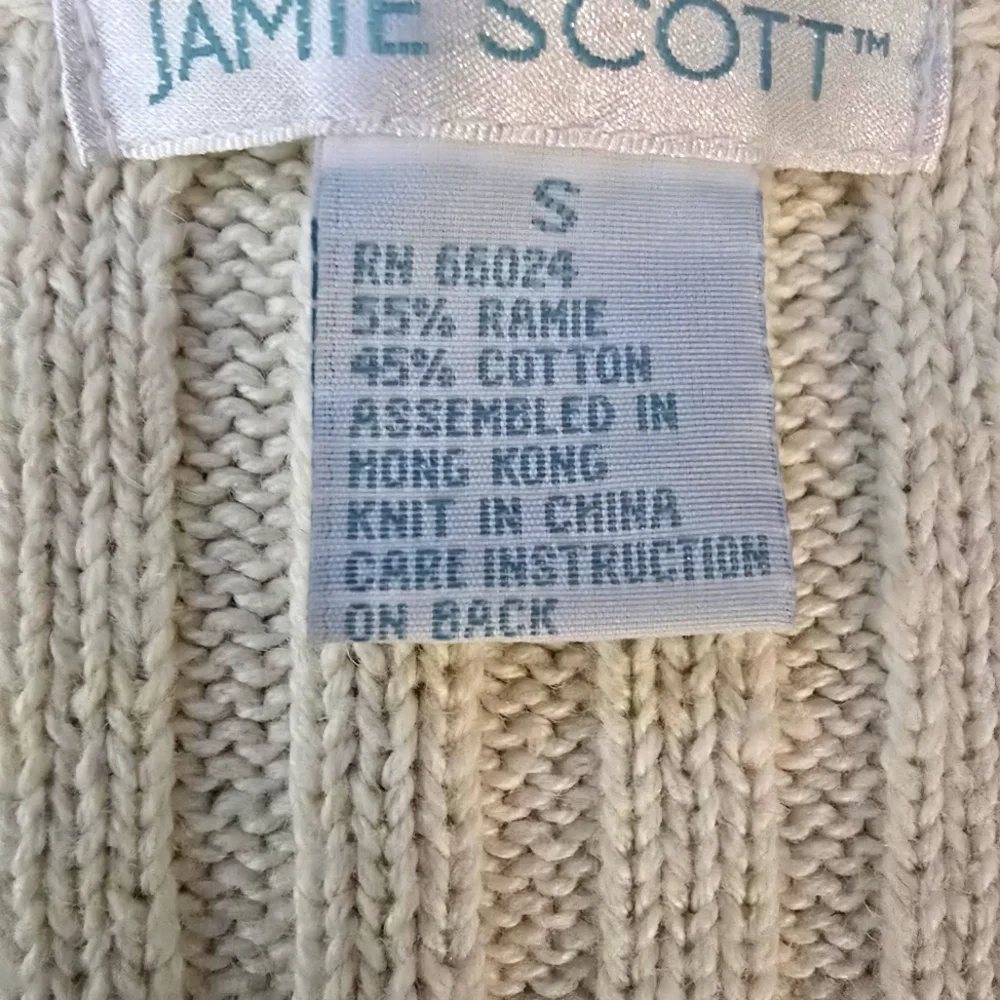 JAMIE SCOTT™
S
RN 66024
55% RAMIE
45% COTTON
ASSEMBLED IN
HONG KONG
KNIT IN CHINA
CARE INSTRUCTION
ON BACK